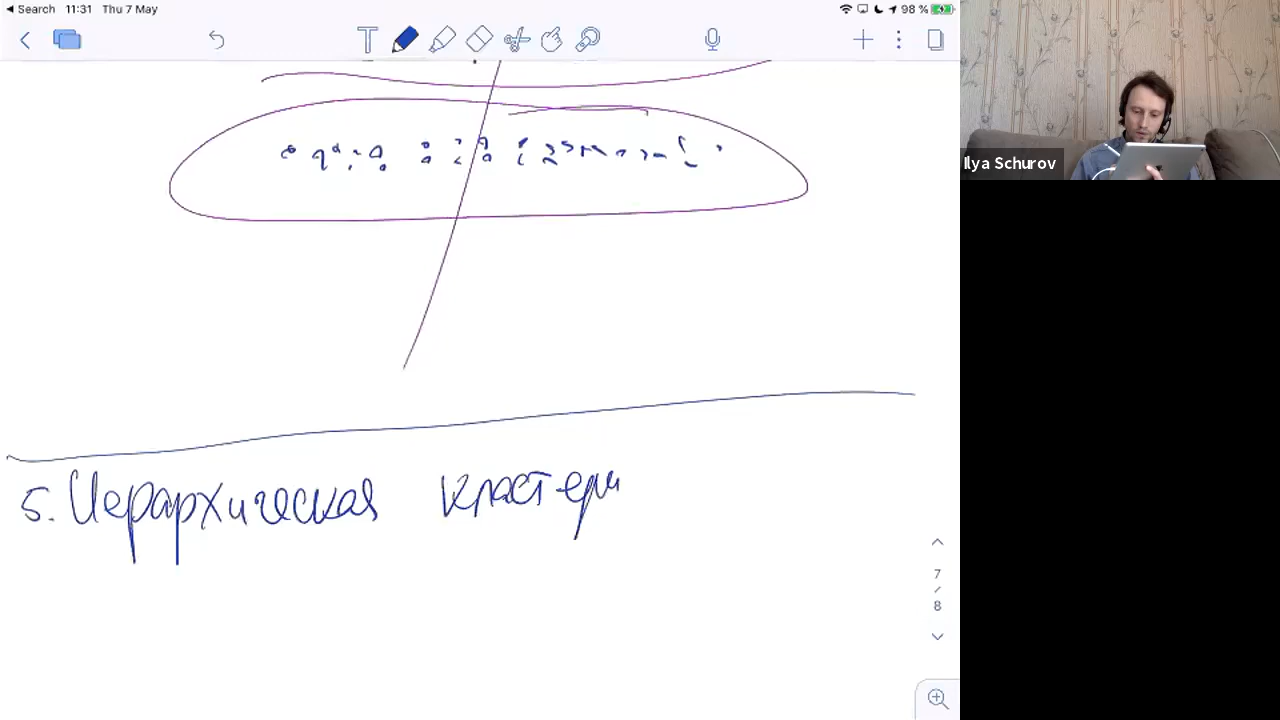 Search 11:31 Thu 7 May 98 %
T
Ilya Schurov
5. Иерархическая кластери
7
/
8